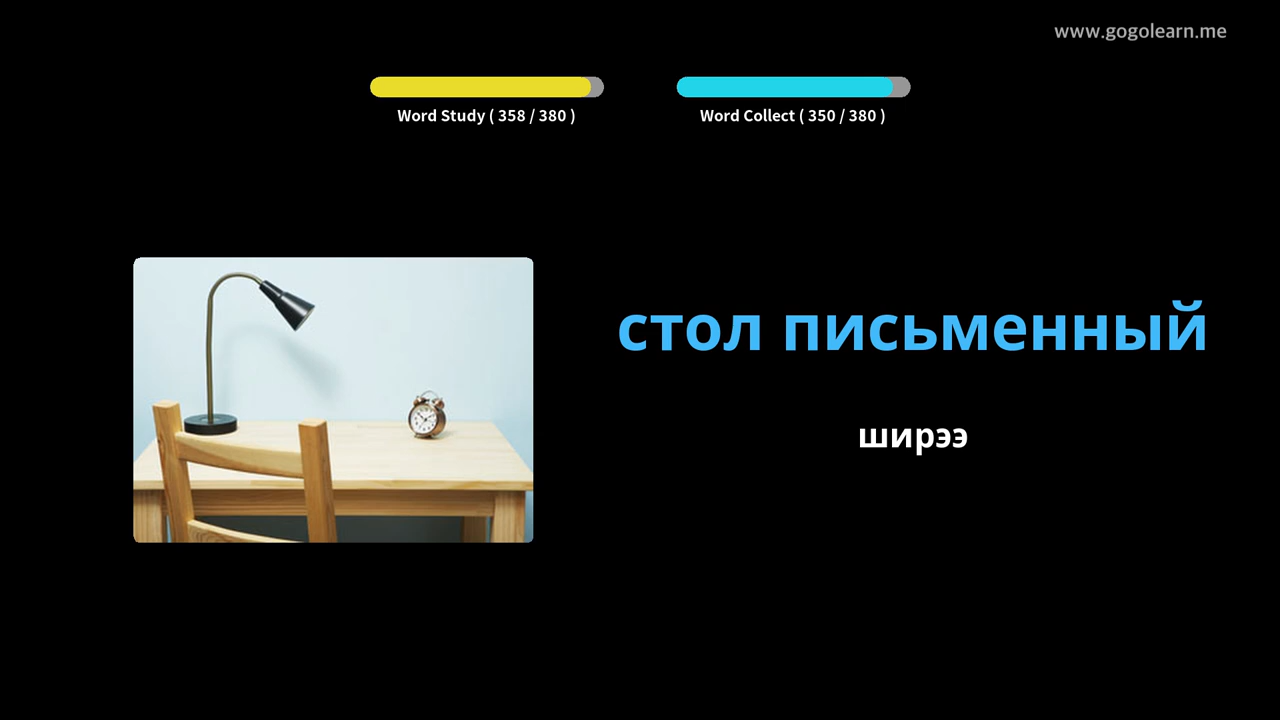 www.gogolearn.me
Word Study ( 358 / 380 )
Word Collect ( 350 / 380 )
стол письменный
ширээ